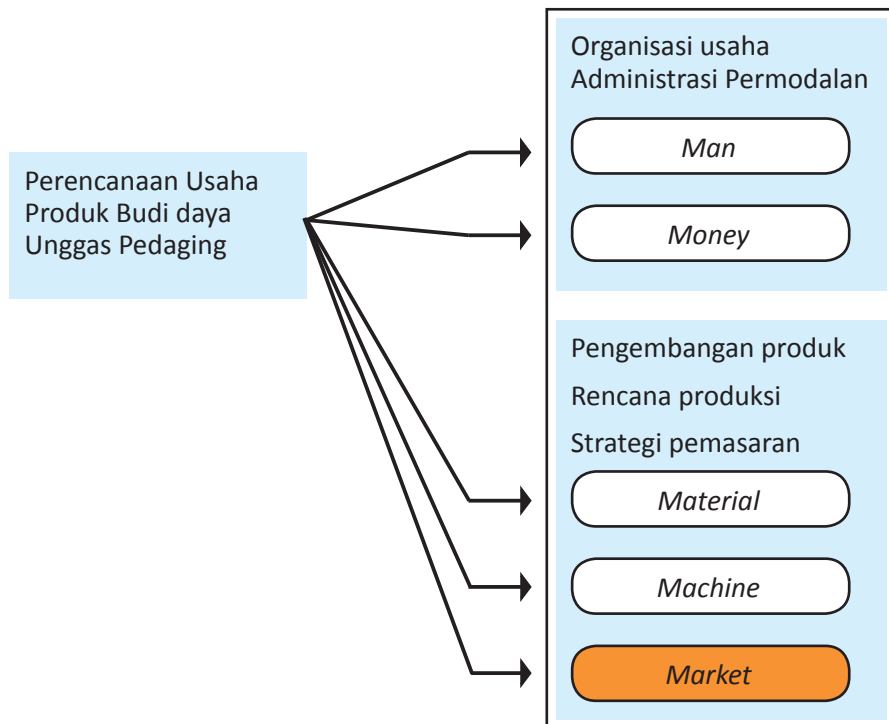 Perencanaan Usaha
Produk Budi daya
Unggas Pedaging
Organisasi usaha
Administrasi Permodalan
Man
Money
Pengembangan produk
Rencana produksi
Strategi pemasaran
Material
Machine
Market